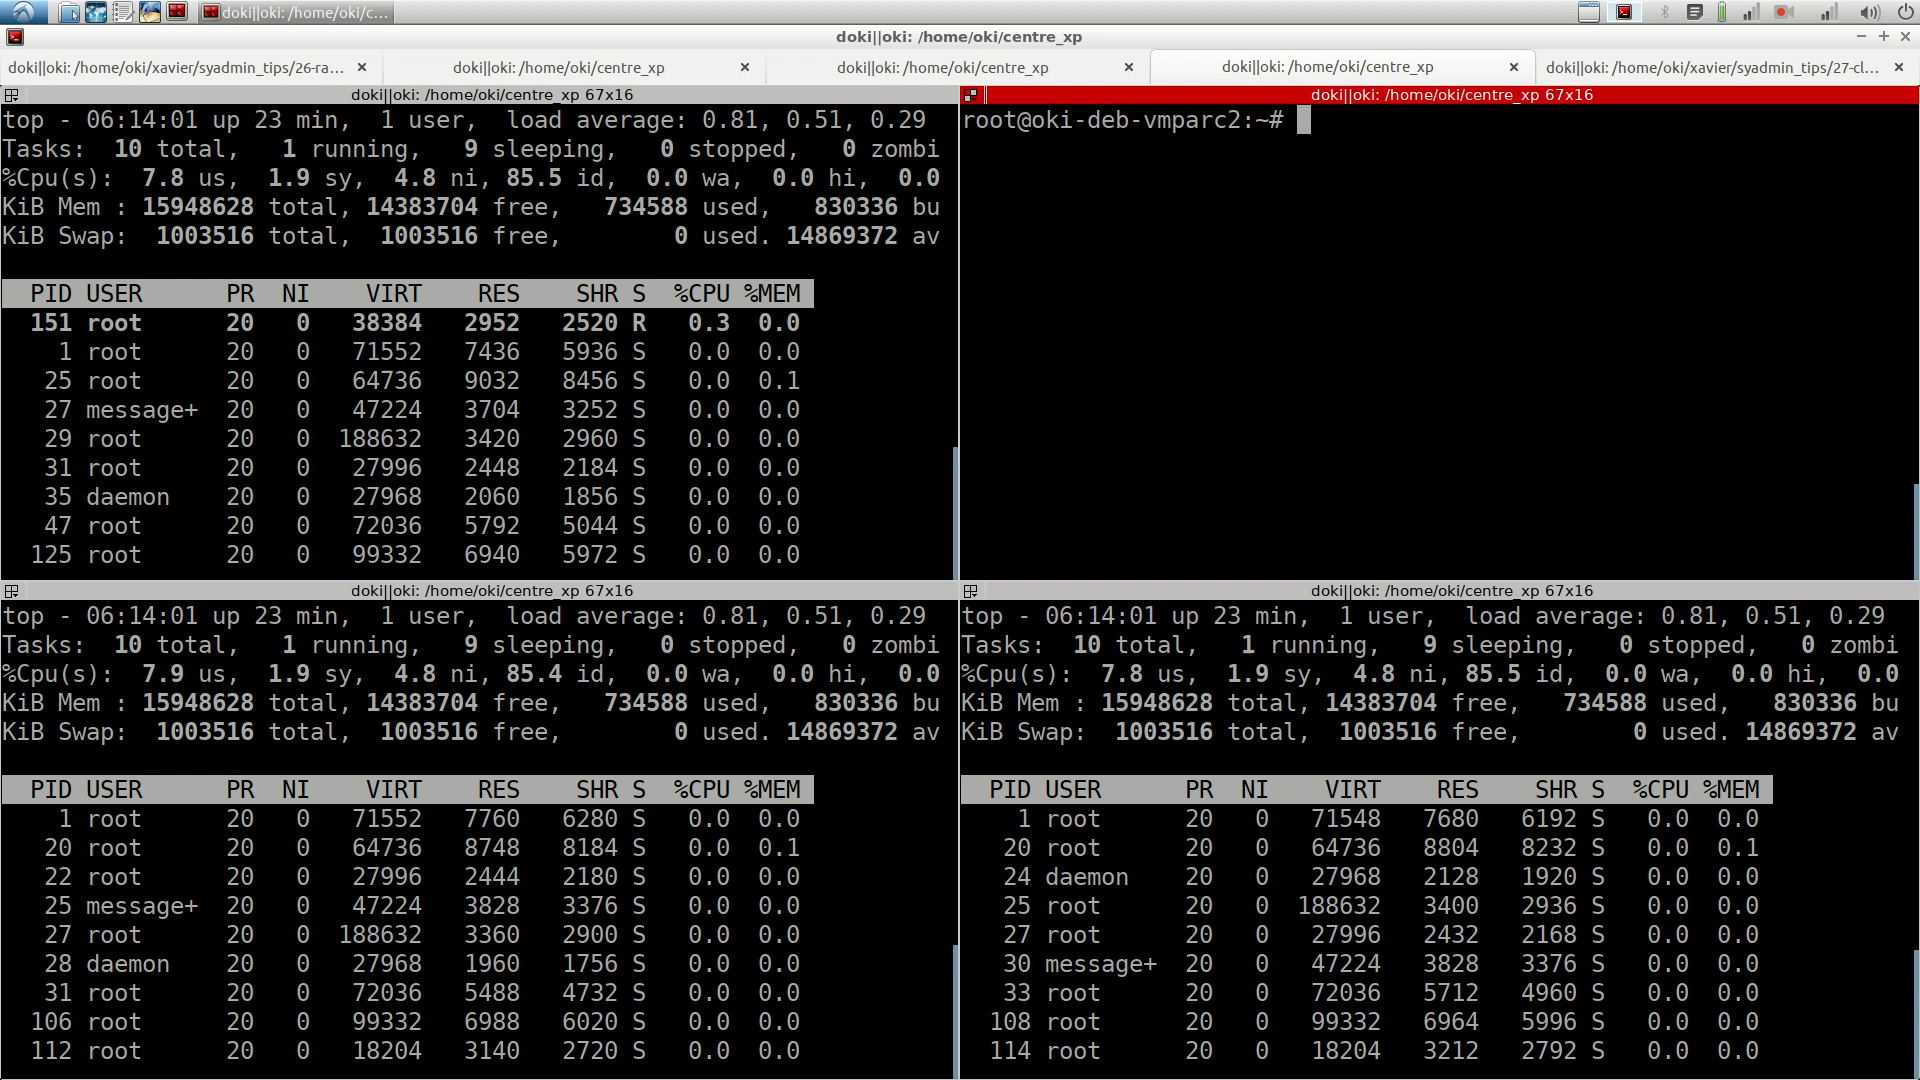 doki||oki: /home/oki/c...
doki||oki: /home/oki/centre_xp
doki||oki: /home/oki/xavier/syadmin_tips/26-ra...
doki||oki: /home/oki/centre_xp
doki||oki: /home/oki/centre_xp
doki||oki: /home/oki/centre_xp
doki||oki: /home/oki/xavier/syadmin_tips/27-cl...
doki||oki: /home/oki/centre_xp 67x16
top - 06:14:01 up 23 min,  1 user,  load average: 0.81, 0.51, 0.29
Tasks:  10 total,   1 running,   9 sleeping,   0 stopped,   0 zombi
%Cpu(s):  7.8 us,  1.9 sy,  4.8 ni, 85.5 id,  0.0 wa,  0.0 hi,  0.0
KiB Mem : 15948628 total, 14383704 free,   734588 used,   830336 bu
KiB Swap:  1003516 total,  1003516 free,        0 used. 14869372 av
PID USER      PR  NI    VIRT    RES    SHR S  %CPU %MEM
151 root      20   0   38384   2952   2520 R   0.3  0.0
1 root      20   0   71552   7436   5936 S   0.0  0.0
25 root      20   0   64736   9032   8456 S   0.0  0.1
27 message+  20   0   47224   3704   3252 S   0.0  0.0
29 root      20   0  188632   3420   2960 S   0.0  0.0
31 root      20   0   27996   2448   2184 S   0.0  0.0
35 daemon    20   0   27968   2060   1856 S   0.0  0.0
47 root      20   0   72036   5792   5044 S   0.0  0.0
125 root      20   0   99332   6940   5972 S   0.0  0.0
doki||oki: /home/oki/centre_xp 67x16
root@oki-deb-vmparc2:~#
doki||oki: /home/oki/centre_xp 67x16
top - 06:14:01 up 23 min,  1 user,  load average: 0.81, 0.51, 0.29
Tasks:  10 total,   1 running,   9 sleeping,   0 stopped,   0 zombi
%Cpu(s):  7.9 us,  1.9 sy,  4.8 ni, 85.4 id,  0.0 wa,  0.0 hi,  0.0
KiB Mem : 15948628 total, 14383704 free,   734588 used,   830336 bu
KiB Swap:  1003516 total,  1003516 free,        0 used. 14869372 av
PID USER      PR  NI    VIRT    RES    SHR S  %CPU %MEM
1 root      20   0   71552   7760   6280 S   0.0  0.0
20 root      20   0   64736   8748   8184 S   0.0  0.1
22 root      20   0   27996   2444   2180 S   0.0  0.0
25 message+  20   0   47224   3828   3376 S   0.0  0.0
27 root      20   0  188632   3360   2900 S   0.0  0.0
28 daemon    20   0   27968   1960   1756 S   0.0  0.0
31 root      20   0   72036   5488   4732 S   0.0  0.0
106 root      20   0   99332   6988   6020 S   0.0  0.0
112 root      20   0   18204   3140   2720 S   0.0  0.0
doki||oki: /home/oki/centre_xp 67x16
top - 06:14:01 up 23 min,  1 user,  load average: 0.81, 0.51, 0.29
Tasks:  10 total,   1 running,   9 sleeping,   0 stopped,   0 zombi
%Cpu(s):  7.8 us,  1.9 sy,  4.8 ni, 85.5 id,  0.0 wa,  0.0 hi,  0.0
KiB Mem : 15948628 total, 14383704 free,   734588 used,   830336 bu
KiB Swap:  1003516 total,  1003516 free,        0 used. 14869372 av
PID USER      PR  NI    VIRT    RES    SHR S  %CPU %MEM
1 root      20   0   71548   7680   6192 S   0.0  0.0
20 root      20   0   64736   8804   8232 S   0.0  0.1
24 daemon    20   0   27968   2128   1920 S   0.0  0.0
25 root      20   0  188632   3400   2936 S   0.0  0.0
27 root      20   0   27996   2432   2168 S   0.0  0.0
30 message+  20   0   47224   3828   3376 S   0.0  0.0
33 root      20   0   72036   5712   4960 S   0.0  0.0
108 root      20   0   99332   6964   5996 S   0.0  0.0
114 root      20   0   18204   3212   2792 S   0.0  0.0